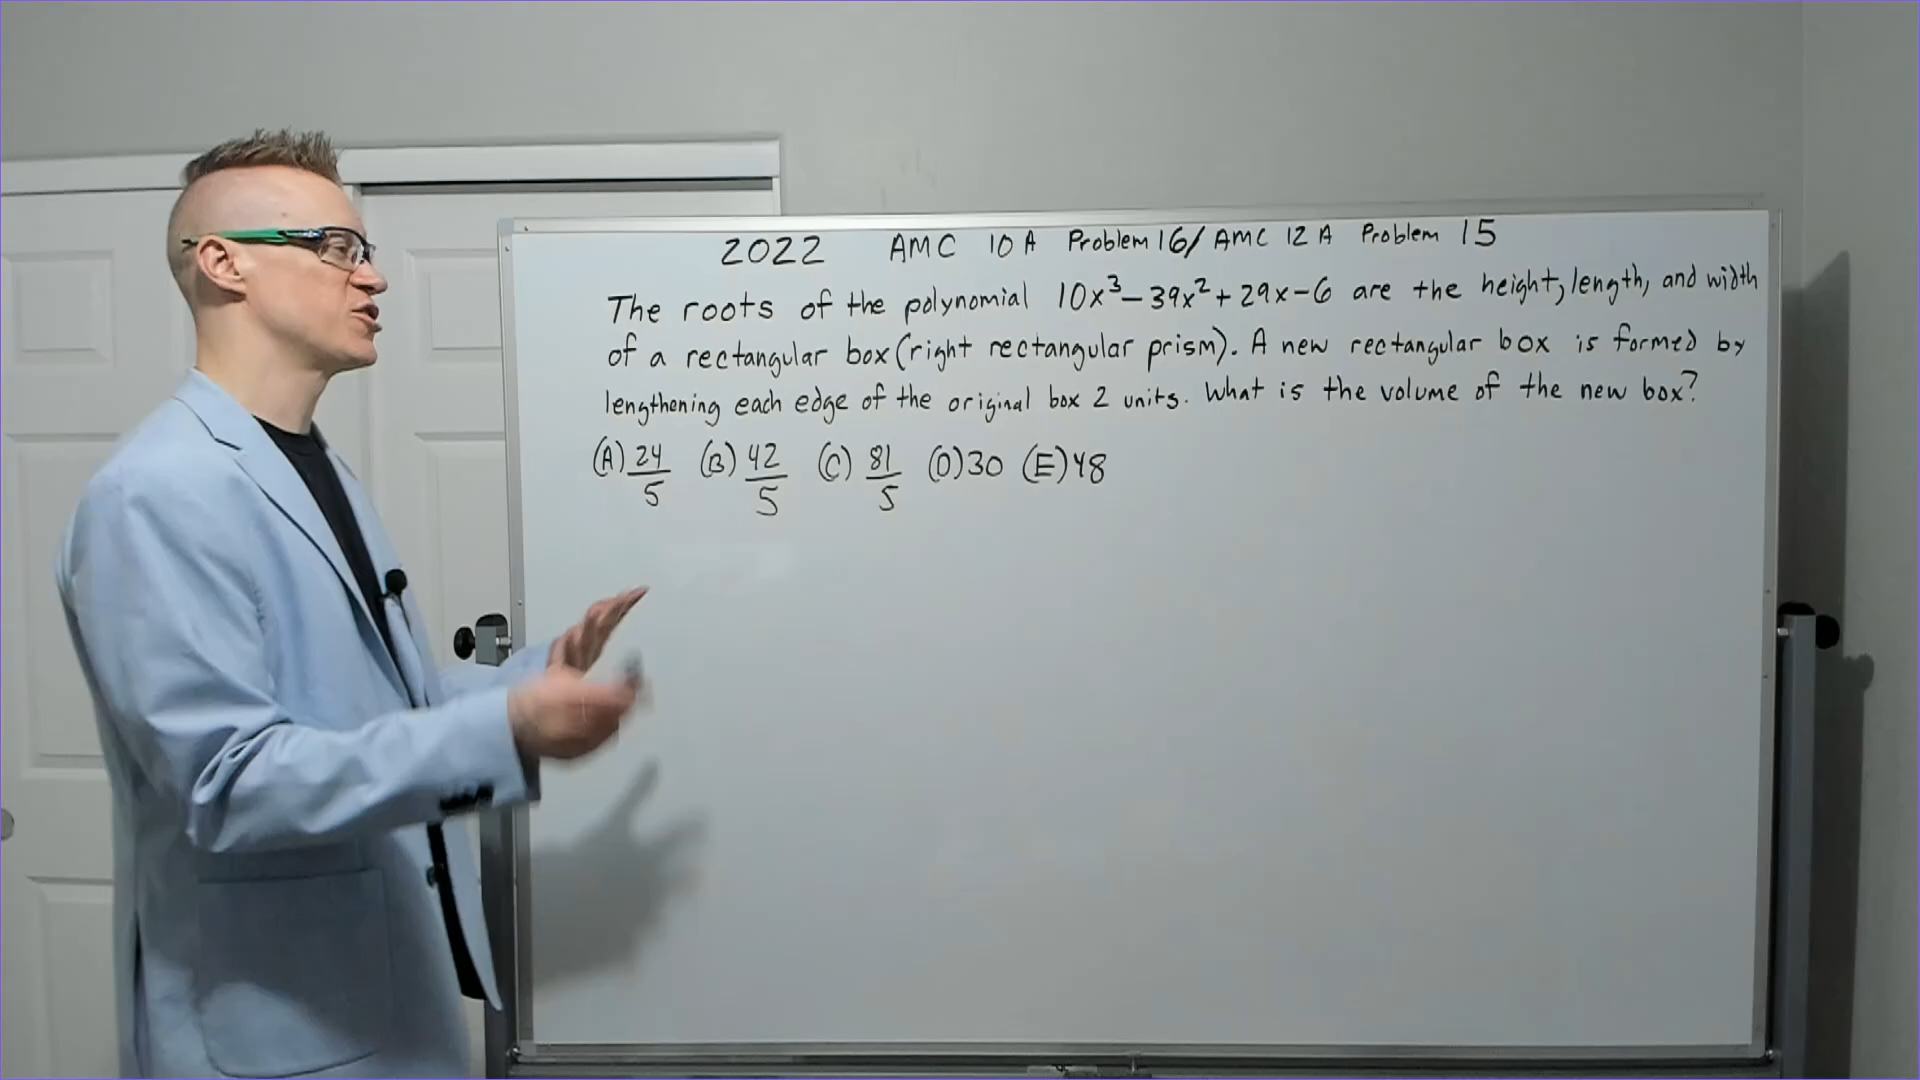 2022 AMC 10 A Problem 16/ AMC 12 A Problem 15
The roots of the polynomial 10x³-39x²+29x-6 are the height, length, and width
of a rectangular box (right rectangular prism). A new rectangular box is formed by
lengthening each edge of the original box 2 units. What is the volume of the new box?
(A) 24/5 (B) 42/5 (C) 81/5 (D) 30 (E) 48